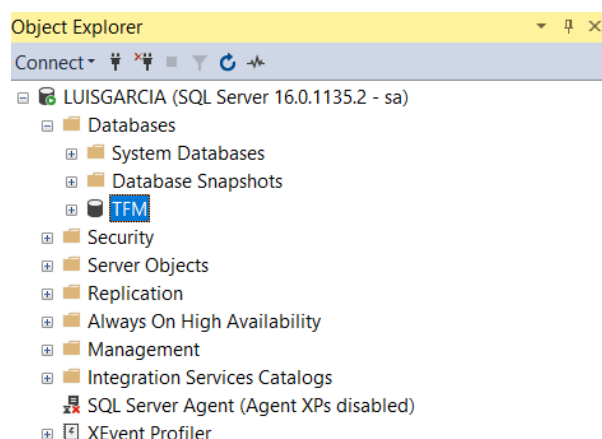 Object Explorer
Connect
LUISGARCIA (SQL Server 16.0.1135.2 - sa)
Databases
System Databases
Database Snapshots
TFM
Security
Server Objects
Replication
Always On High Availability
Management
Integration Services Catalogs
SQL Server Agent (Agent XPs disabled)
XEvent Profiler